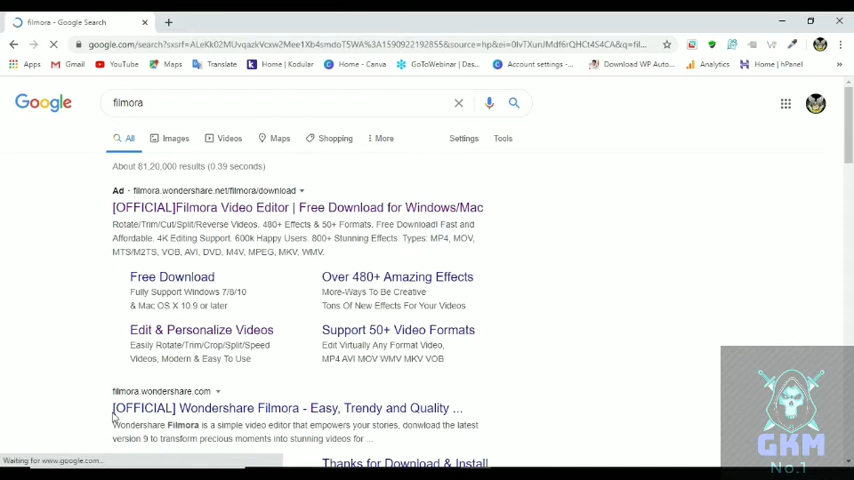 filmora - Google Search
google.com/search?sxsrf=ALeKk02MUvqazkVcxw2Mee1Xb4smdoT5WA%3A1590922192855&source=hp&ei=0IvTXunJMdf6rQHCt4S4CA&q=fil...
Apps Gmail YouTube Maps Translate Home | Kodular Home - Canva GoToWebinar | Das... Account setting -... Download WP Auto... Analytics Home | hPanel
Google
filmora
All Images Videos Maps Shopping More Settings Tools
About 81,20,000 results (0.39 seconds)
Ad · filmora.wondershare.net/filmora/download
[OFFICIAL]Filmora Video Editor | Free Download for Windows/Mac
Rotate/Trim/Cut/Split/Reverse Videos. 480+ Effects & 50+ Formats. Free Download! Fast and
Affordable. 4K Editing Support. 600k Happy Users. 800+ Stunning Effects. Types: MP4, MOV,
MTS/M2TS, VOB, AVI, DVD, M4V, MPEG, MKV, WMV.
Free Download
Fully Support Windows 7/8/10
& Mac OS X 10.9 or later
Over 480+ Amazing Effects
More-Ways To Be Creative
Tons Of New Effects For Your Videos
Edit & Personalize Videos
Easily Rotate/Trim/Crop/Split/Speed
Videos, Modern & Easy To Use
Support 50+ Video Formats
Edit Virtually Any Format Video,
MP4 AVI MOV WMV MKV VOB
filmora.wondershare.com
[OFFICIAL] Wondershare Filmora - Easy, Trendy and Quality ...
Wondershare Filmora is a simple video editor that empowers your stories, donwload the latest
version 9 to transform precious moments into stunning videos for ...
Thanks for Download & Install
Waiting for www.google.com...
GKM
No.1